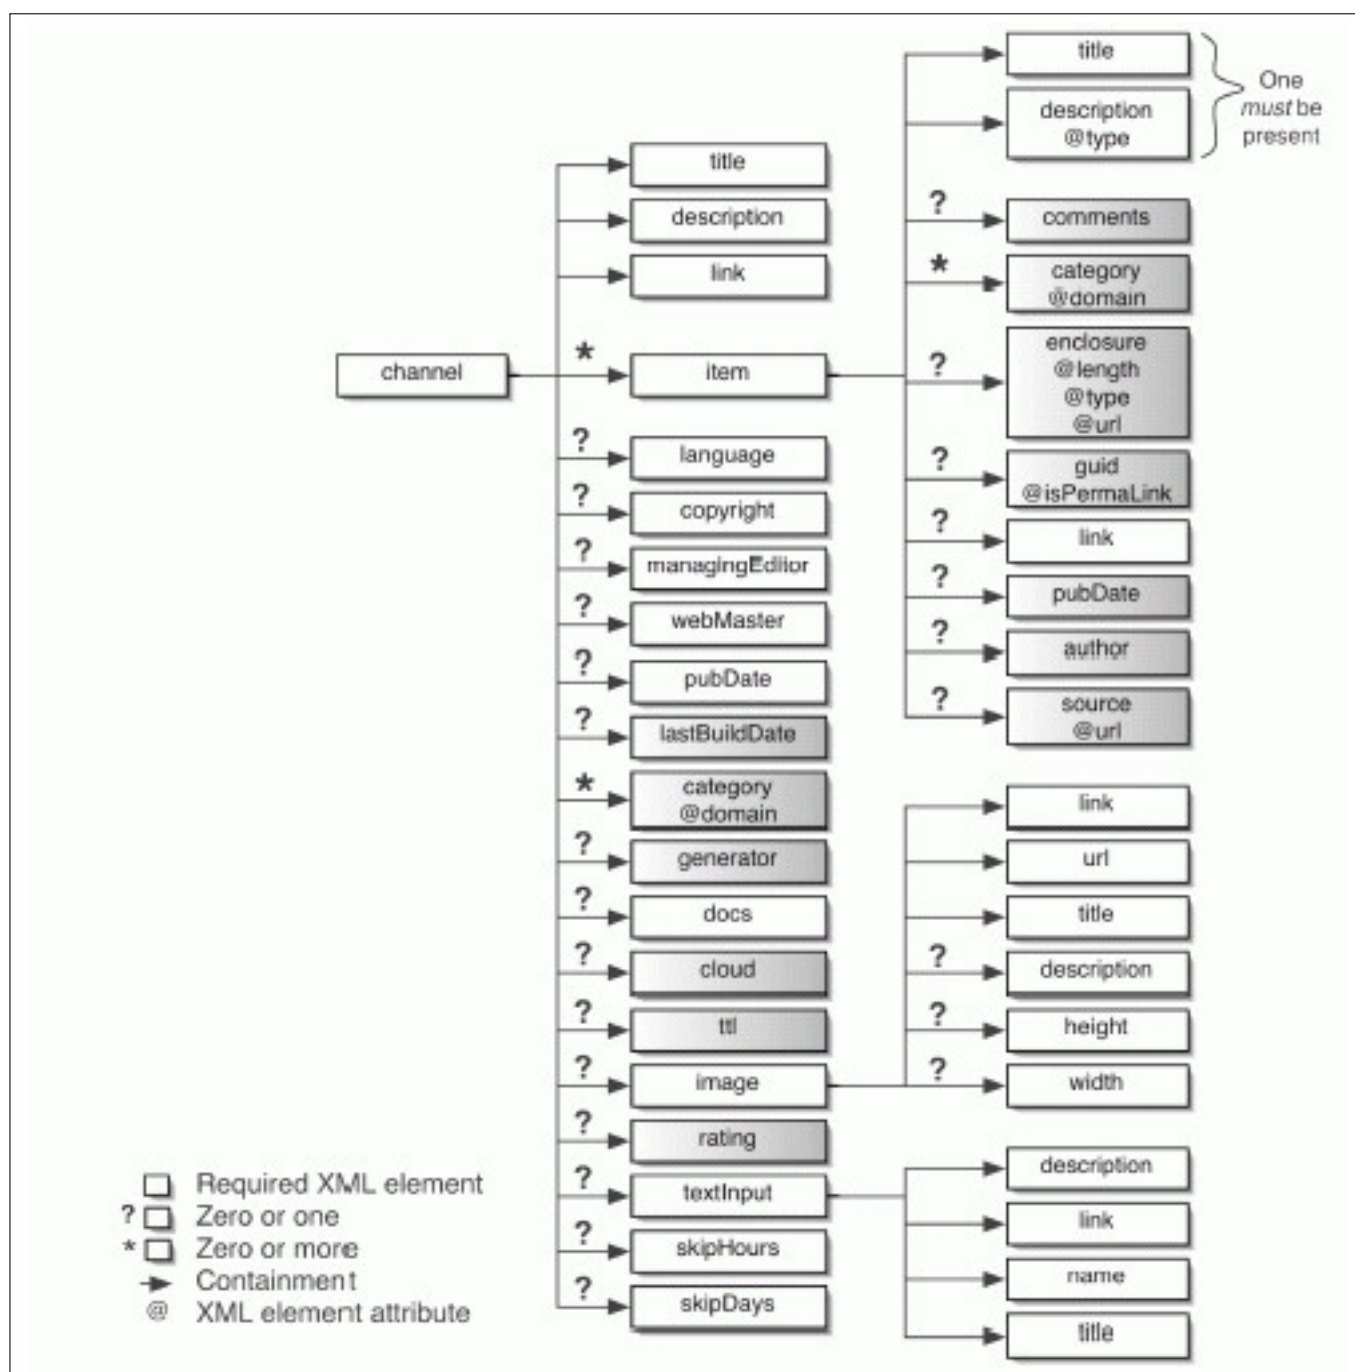 channel
title
description
link
*
item
?
language
?
copyright
?
managingEditor
?
webMaster
?
pubDate
?
lastBuildDate
*
category
@domain
?
generator
?
docs
?
cloud
?
ttl
?
image
?
rating
?
textInput
?
skipHours
?
skipDays
title
description
@type
One
must be
present
?
comments
*
category
@domain
?
enclosure
@length
@type
@url
?
guid
@isPermaLink
?
link
?
pubDate
?
author
?
source
@url
link
url
title
?
description
?
height
?
width
description
link
name
title
Required XML element
? Zero or one
* Zero or more
Containment
@ XML element attribute